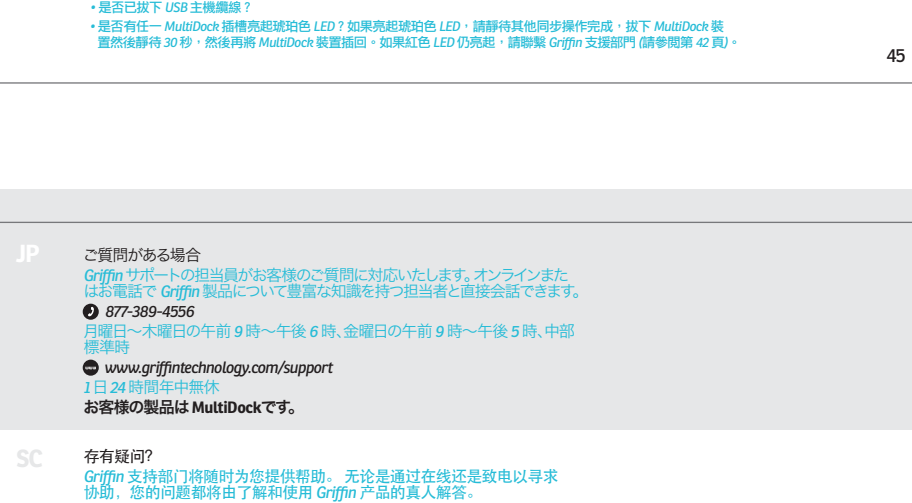 • 是否已拔下 USB 主機纜線？
• 是否有任一 MultiDock 插槽亮起琥珀色 LED？如果亮起琥珀色 LED，請靜待其他同步操作完成，拔下 MultiDock 裝
置然後靜待 30 秒，然後再將 MultiDock 裝置插回。如果紅色 LED 仍亮起，請聯繫 Griffin 支援部門 (請參閱第 42 頁)。
45
JP
ご質問がある場合
Griffin サポートの担当員がお客様のご質問に対応いたします。オンラインまた
はお電話で Griffin 製品について豊富な知識を持つ担当者と直接会話できます。
877-389-4556
月曜日～木曜日の午前 9 時～午後 6 時、金曜日の午前 9 時～午後 5 時、中部
標準時
www.griffintechnology.com/support
1 日 24 時間年中無休
お客様の製品は MultiDockです。
SC
存有疑问?
Griffin 支持部门将随时为您提供帮助。 无论是通过在线还是致电以寻求
协助，您的问题都将由了解和使用 Griffin 产品的真人解答。